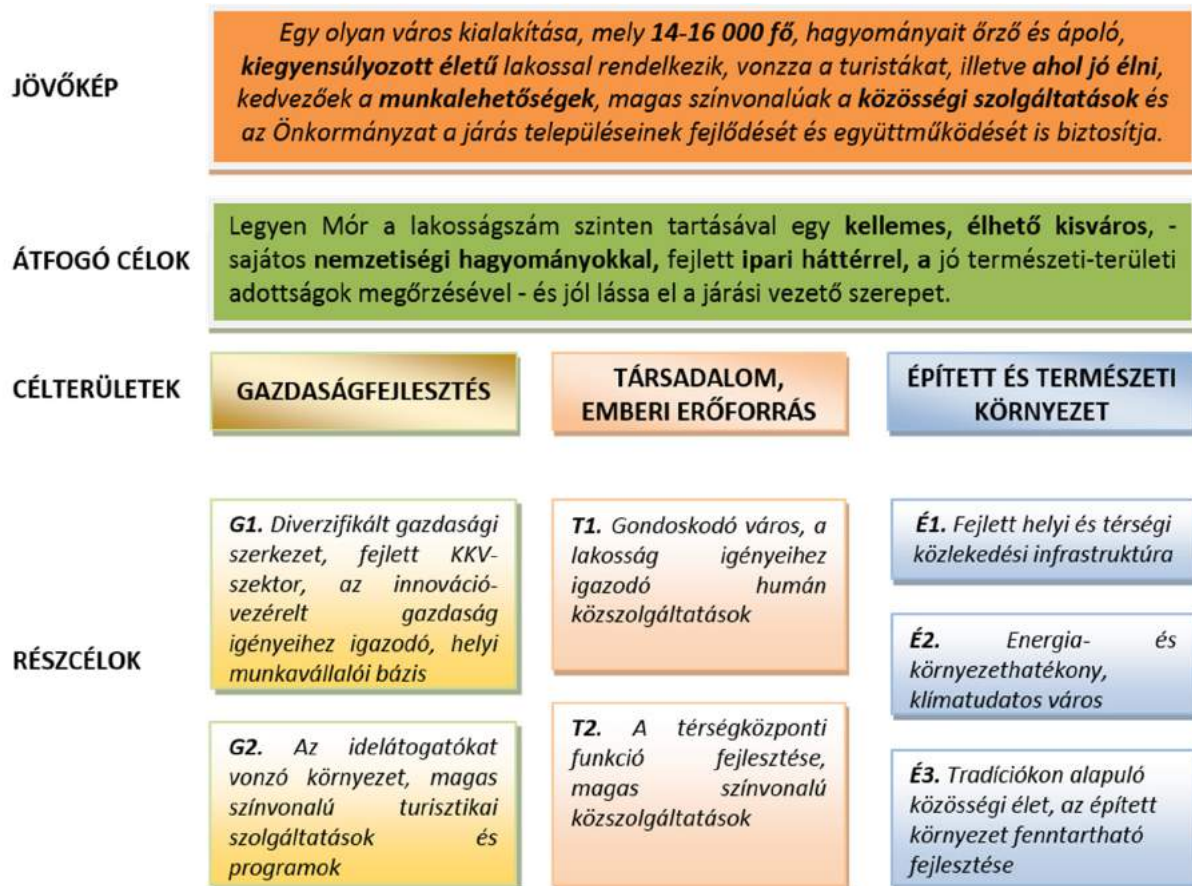 JÖVŐKÉP
Egy olyan város kialakítása, mely 14-16 000 fő, hagyományait őrző és ápoló,
kiegyensúlyozott életű lakossal rendelkezik, vonzza a turistákat, illetve ahol jó élni,
kedvezőek a munkalehetőségek, magas színvonalúak a közösségi szolgáltatások és
az Önkormányzat a járás településeinek fejlődését és együttműködését is biztosítja.
ÁTFOGÓ CÉLOK
Legyen Mór a lakosságszám szinten tartásával egy kellemes, élhető kisváros, -
sajátos nemzetiségi hagyományokkal, fejlett ipari háttérrel, a jó természeti-területi
adottságok megőrzésével - és jól lássa el a járási vezető szerepet.
CÉLTERÜLETEK
GAZDASÁGFEJLESZTÉS
TÁRSADALOM,
EMBERI ERŐFORRÁS
ÉPÍTETT ÉS TERMÉSZETI
KÖRNYEZET
RÉSZCÉLOK
G1. Diverzifikált gazdasági
szerkezet, fejlett KKV-
szektor, az innováció-
vezérelt gazdaság
igényeihez igazodó, helyi
munkavállalói bázis
G2. Az idelátogatókat
vonzó környezet, magas
színvonalú turisztikai
szolgáltatások és
programok
T1. Gondoskodó város, a
lakosság igényeihez
igazodó humán
közszolgáltatások
T2. A térségközponti
funkció fejlesztése,
magas színvonalú
közszolgáltatások
É1. Fejlett helyi és térségi
közlekedési infrastruktúra
É2. Energia- és
környezethatékony,
klímatudatos város
É3. Tradíciókon alapuló
közösségi élet, az épített
környezet fenntartható
fejlesztése